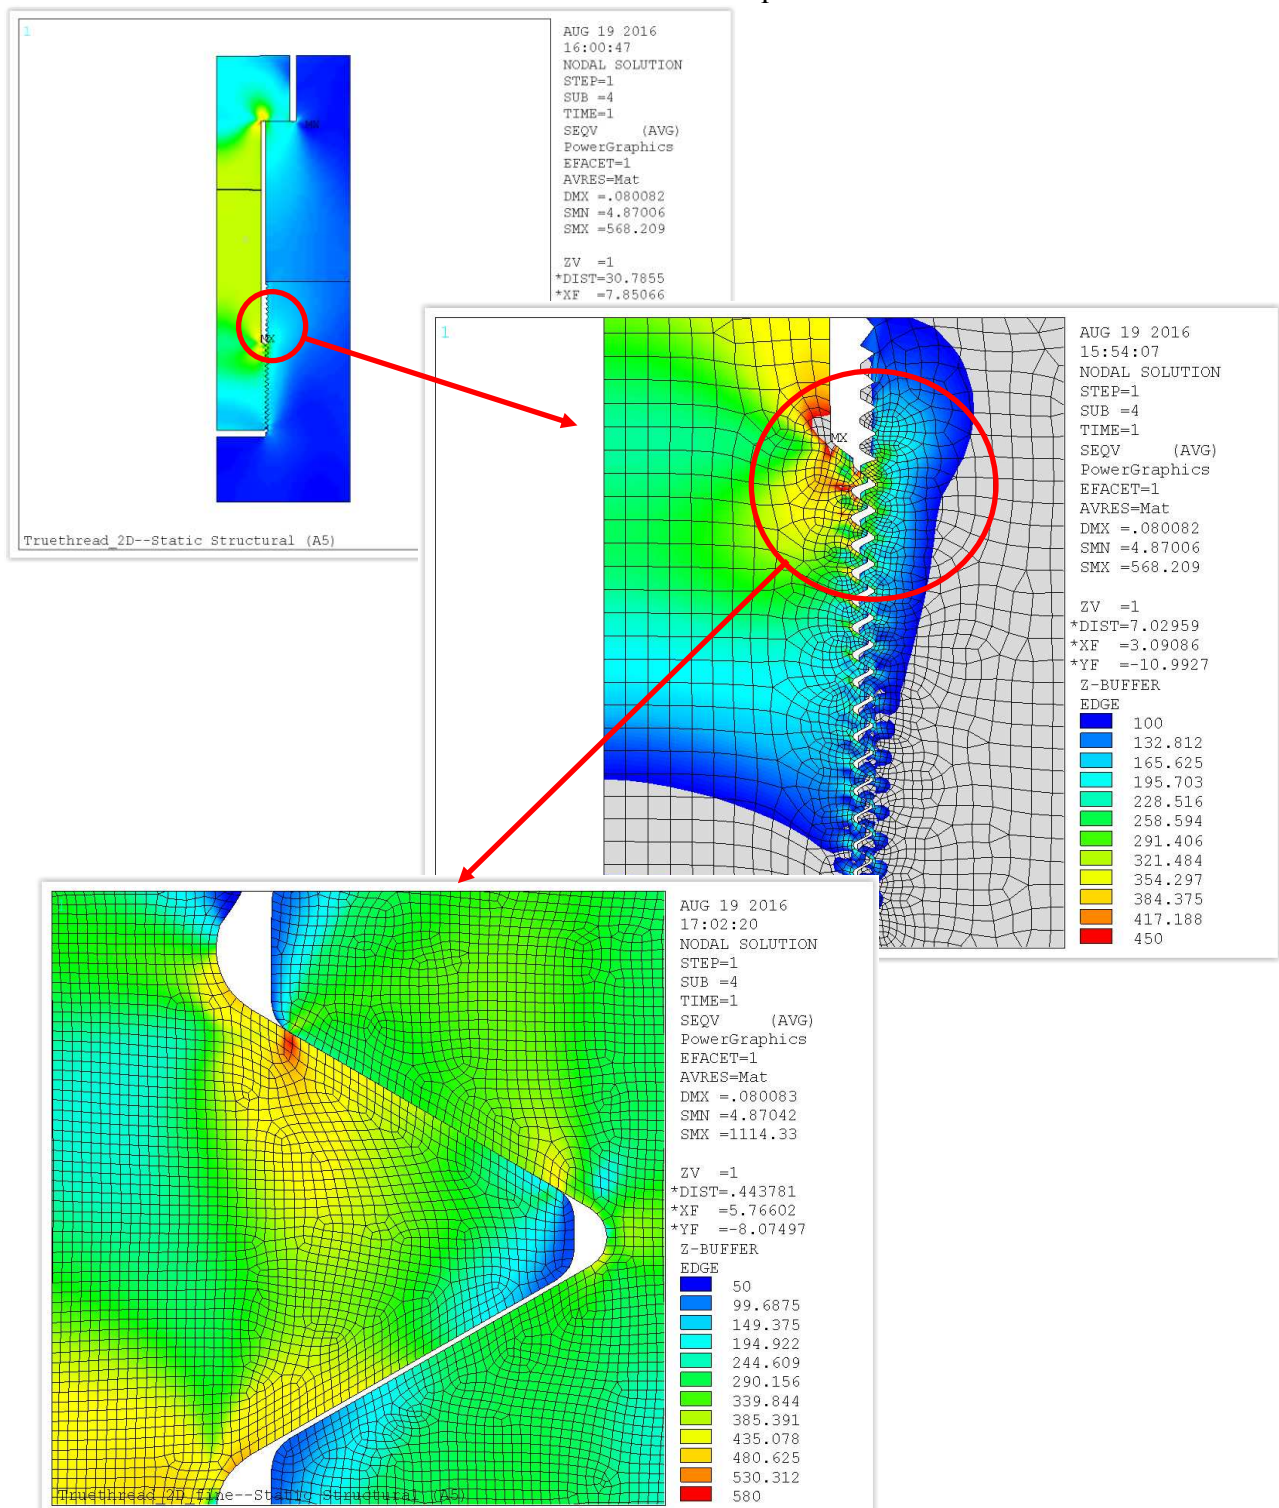 1
AUG 19 2016
16:00:47
NODAL SOLUTION
STEP=1
SUB =4
TIME=1
SEQV (AVG)
PowerGraphics
EFACET=1
AVRES=Mat
DMX =.080082
SMN =4.87006
SMX =568.209
ZV =1
*DIST=30.7855
*XF =7.85066
MX
Truethread_2D--Static Structural (A5)
1
AUG 19 2016
15:54:07
NODAL SOLUTION
STEP=1
SUB =4
TIME=1
SEQV (AVG)
PowerGraphics
EFACET=1
AVRES=Mat
DMX =.080082
SMN =4.87006
SMX =568.209
ZV =1
*DIST=7.02959
*XF =3.09086
*YF =-10.9927
Z-BUFFER
EDGE
100
132.812
165.625
195.703
228.516
258.594
291.406
321.484
354.297
384.375
417.188
450
MX
AUG 19 2016
17:02:20
NODAL SOLUTION
STEP=1
SUB =4
TIME=1
SEQV (AVG)
PowerGraphics
EFACET=1
AVRES=Mat
DMX =.080083
SMN =4.87042
SMX =1114.33
ZV =1
*DIST=.443781
*XF =5.76602
*YF =-8.07497
Z-BUFFER
EDGE
50
99.6875
149.375
194.922
244.609
290.156
339.844
385.391
435.078
480.625
530.312
580
Truethread_2D_fine--Static Structural (A5)